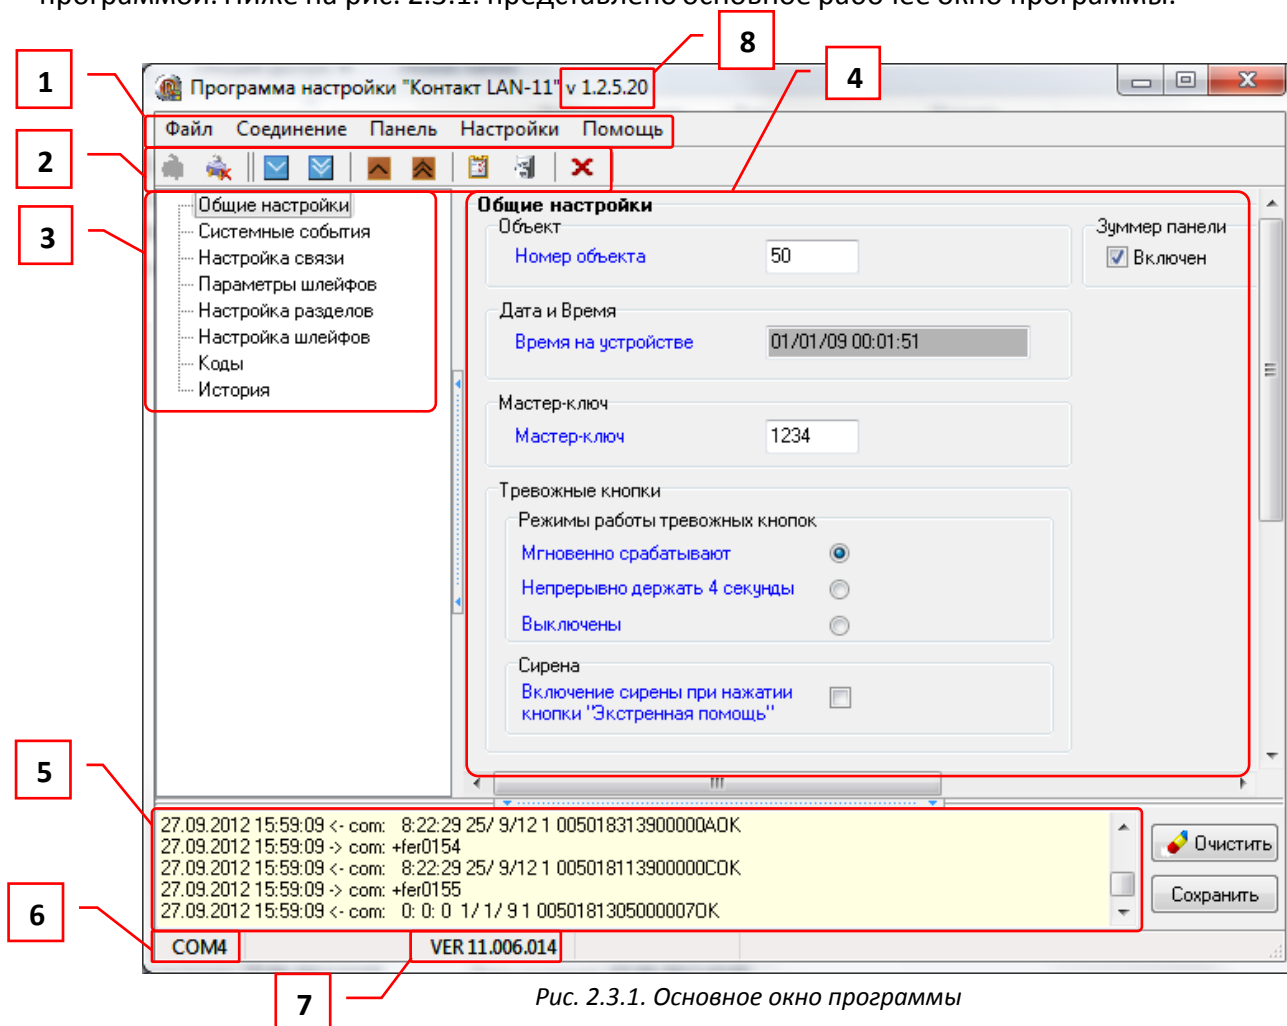 программой. Ниже на рис. 2.3.1. представлено основное рабочее окно программы.
8
1
4
Программа настройки "Контакт LAN-11" v 1.2.5.20
Файл Соединение Панель Настройки Помощь
2
3
Общие настройки
Системные события
Настройка связи
Параметры шлейфов
Настройка разделов
Настройка шлейфов
Коды
История
Общие настройки
Объект
Номер объекта 50
Зуммер панели
Включен
Дата и Время
Время на устройстве 01/01/09 00:01:51
Мастер-ключ
Мастер-ключ 1234
Тревожные кнопки
Режимы работы тревожных кнопок
Мгновенно срабатывают
Непрерывно держать 4 секунды
Выключены
Сирена
Включение сирены при нажатии
кнопки "Экстренная помощь"
5
27.09.2012 15:59:09 <- com: 8:22:29 25/ 9/12 1 005018313900000AOK
27.09.2012 15:59:09 -> com: +fer0154
27.09.2012 15:59:09 <- com: 8:22:29 25/ 9/12 1 005018113900000COK
27.09.2012 15:59:09 -> com: +fer0155
27.09.2012 15:59:09 <- com: 0: 0: 0 1/ 1/ 9 1 0050181305000007OK
Очистить
Сохранить
6
COM4 VER 11.006.014
7
Рис. 2.3.1. Основное окно программы